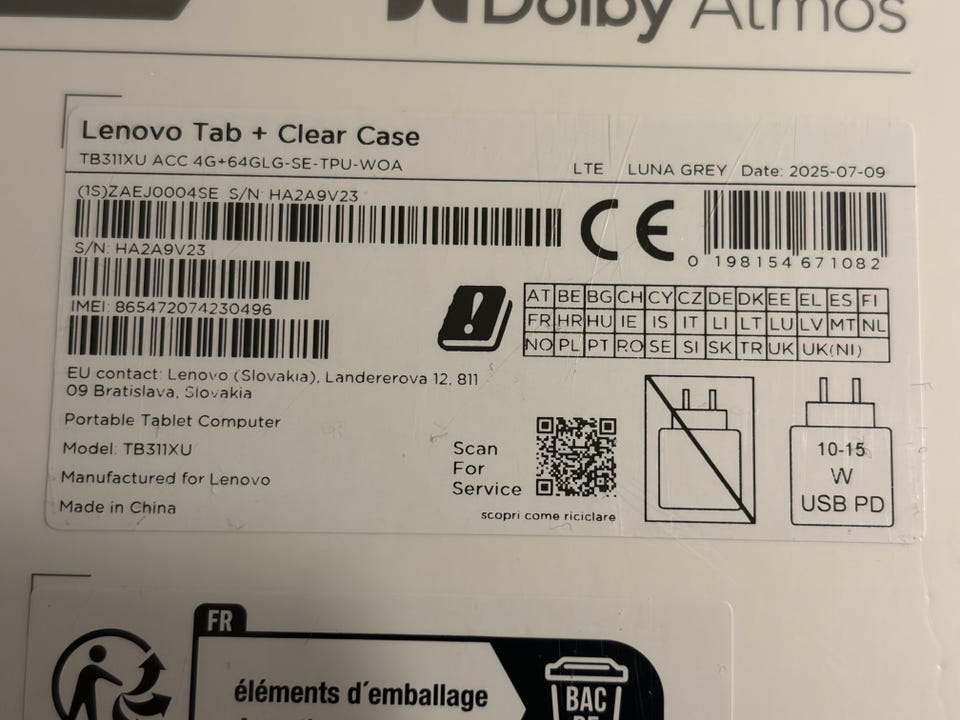 Dolby Atmos
Lenovo Tab + Clear Case
TB311XU ACC 4G+64GLG-SE-TPU-WOA LTE LUNA GREY Date: 2025-07-09
(1S)ZAEJ0004SE S/N: HA2A9V23
S/N: HA2A9V23
IMEI: 865472074230496
CE
0 198154 671082
!
AT BE BG CH CY CZ DE DK EE EL ES FI
FR HR HU IE IS IT LI LT LU LV MT NL
NO PL PT RO SE SI SK TR UK UK(NI)
EU contact: Lenovo (Slovakia), Landererova 12, 811
09 Bratislava, Slovakia
Portable Tablet Computer
Model: TB311XU
Manufactured for Lenovo
Made in China
Scan
For
Service
scopri come riciclare
10-15
W
USB PD
FR
éléments d'emballage
BAC